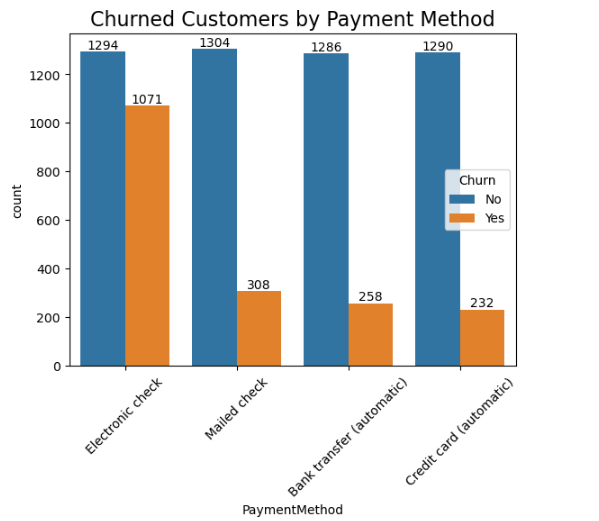 Churned Customers by Payment Method
1294
1304
1286
1290
1071
308
258
232
1200
1000
800
600
400
200
0
count
Churn
No
Yes
Electronic check
Mailed check
Bank transfer (automatic)
Credit card (automatic)
PaymentMethod